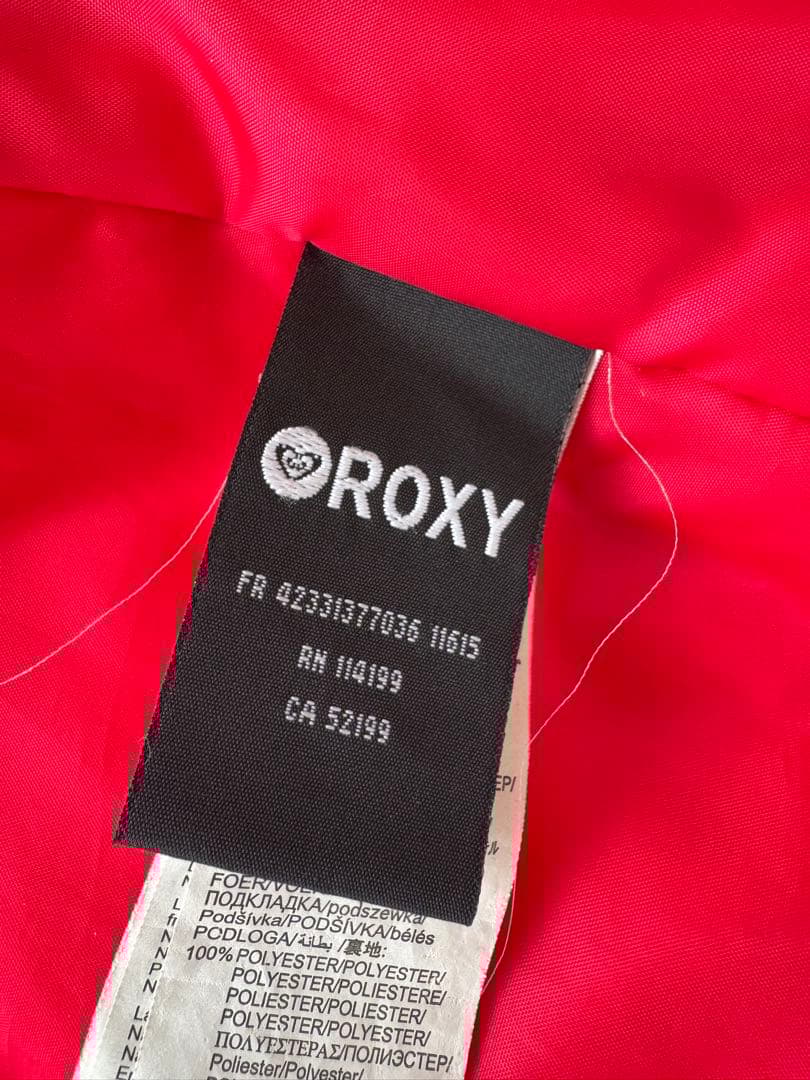 ROXY
FR 42331377036 11615
RN 114199
CA 52199
EP/
FOER/
ПОДКЛАДКА/podszewka/
Podšívka/PODŠÍVKA/bélés
PODLOGA/بطانة/裏地:
100% POLYESTER/POLYESTER/
POLYESTER/POLIESTERE/
POLIESTER/POLYESTER/
POLYESTER/POLYESTER/
ΠΟΛΥΕΣΤΕΡΑΣ/ПОЛИЭСТЕР/
Poliester/Polyester/